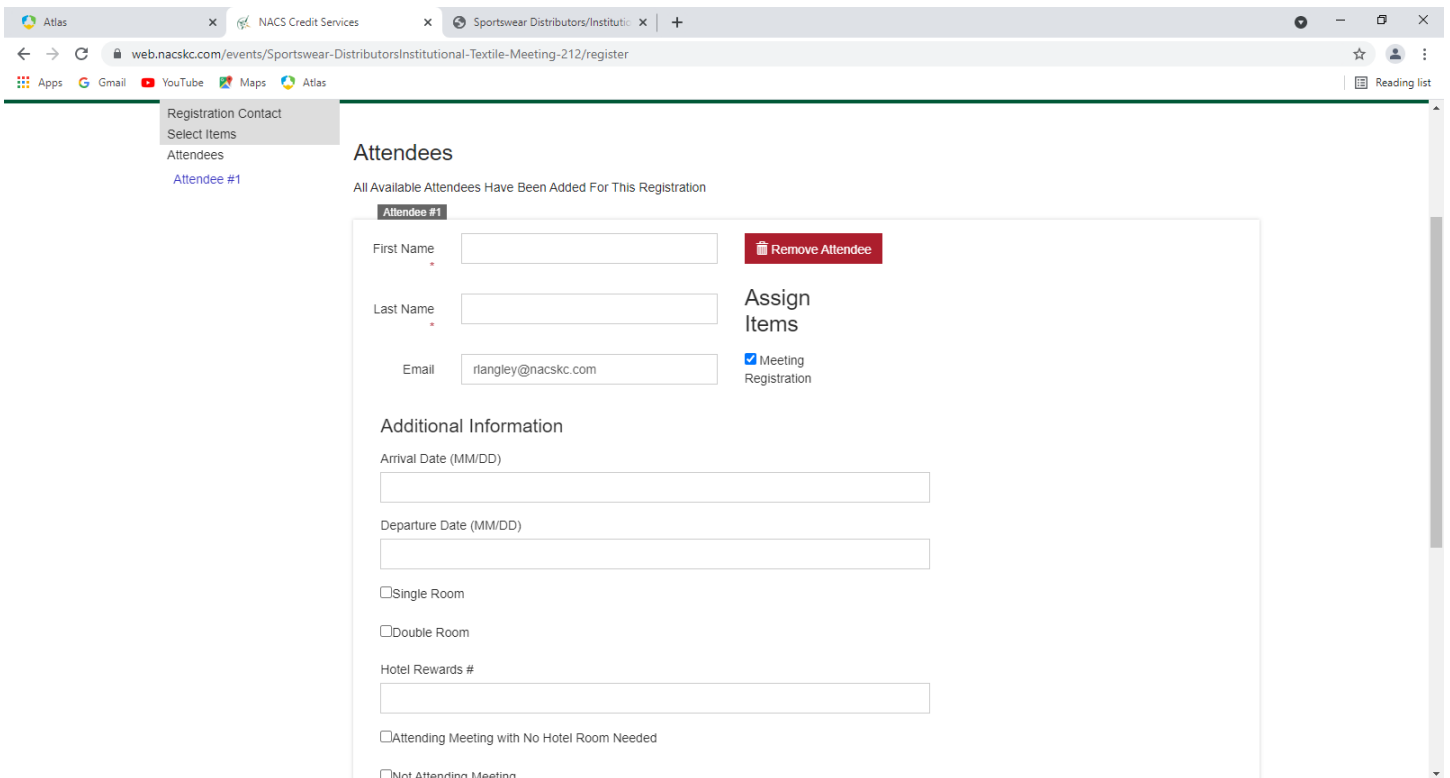 Atlas
NACS Credit Services
Sportswear Distributors/Institutio
web.nacskc.com/events/Sportswear-DistributorsInstitutional-Textile-Meeting-212/register
Apps Gmail YouTube Maps Atlas Reading list
Registration Contact
Select Items
Attendees
Attendee #1
Attendees
All Available Attendees Have Been Added For This Registration
Attendee #1
First Name
*
Remove Attendee
Last Name
*
Assign
Items
Email rlangley@nacskc.com
Meeting
Registration
Additional Information
Arrival Date (MM/DD)
Departure Date (MM/DD)
Single Room
Double Room
Hotel Rewards #
Attending Meeting with No Hotel Room Needed
Not Attending Meeting